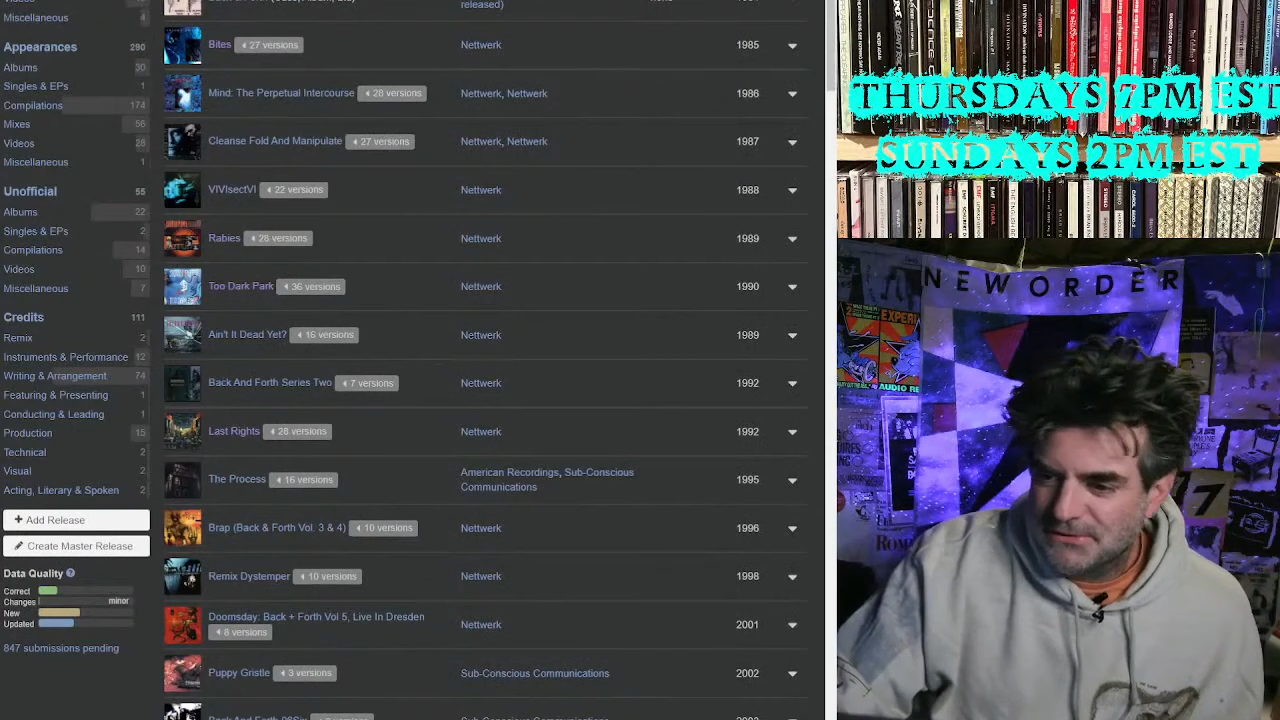 Miscellaneous 4
Appearances 290
Albums 30
Singles & EPs 1
Compilations 174
Mixes 56
Videos 28
Miscellaneous 1
Unofficial 55
Albums 22
Singles & EPs 2
Compilations 14
Videos 10
Miscellaneous 7
Credits 111
Remix 2
Instruments & Performance 12
Writing & Arrangement 74
Featuring & Presenting 1
Conducting & Leading 1
Production 15
Technical 2
Visual 2
Acting, Literary & Spoken 2
+ Add Release
Create Master Release
Data Quality
Correct
Changes minor
New
Updated
847 submissions pending
released)
Bites 27 versions Nettwerk 1985
Mind: The Perpetual Intercourse 28 versions Nettwerk, Nettwerk 1986
Cleanse Fold And Manipulate 27 versions Nettwerk, Nettwerk 1987
VIVIsectVI 22 versions Nettwerk 1988
Rabies 28 versions Nettwerk 1989
Too Dark Park 36 versions Nettwerk 1990
Ain't It Dead Yet? 16 versions Nettwerk 1989
Back And Forth Series Two 7 versions Nettwerk 1992
Last Rights 28 versions Nettwerk 1992
The Process 16 versions American Recordings, Sub-Conscious Communications 1995
Brap (Back & Forth Vol. 3 & 4) 10 versions Nettwerk 1996
Remix Dystemper 10 versions Nettwerk 1998
Doomsday: Back + Forth Vol 5, Live In Dresden 8 versions Nettwerk 2001
Puppy Gristle 3 versions Sub-Conscious Communications 2002
THURSDAYS 7PM EST
SUNDAYS 2PM EST
NEW ORDER
EXPERI
AUDIO RE